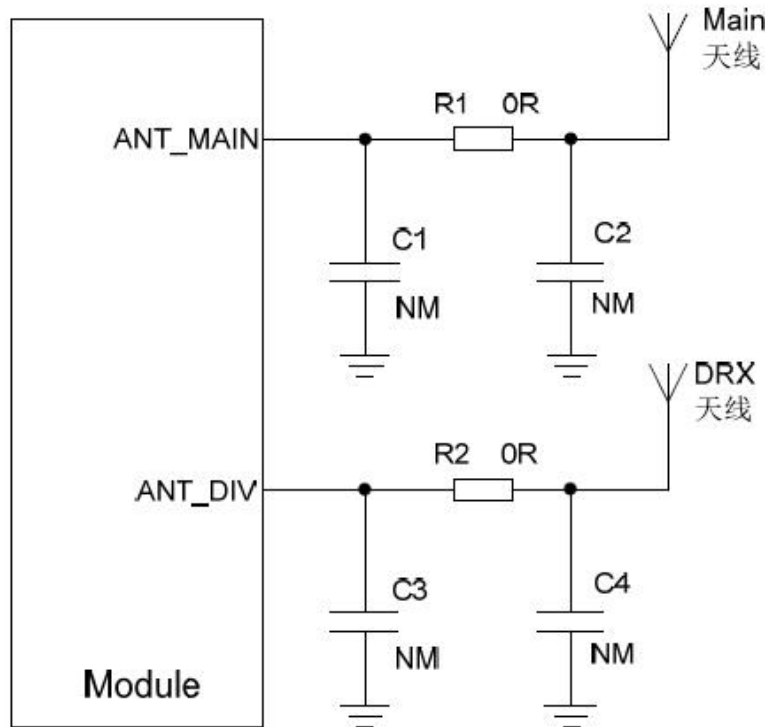 Main
天线
R1 0R
ANT_MAIN
C1
C2
NM
NM
DRX
天线
R2 0R
ANT_DIV
C3
C4
NM
NM
Module